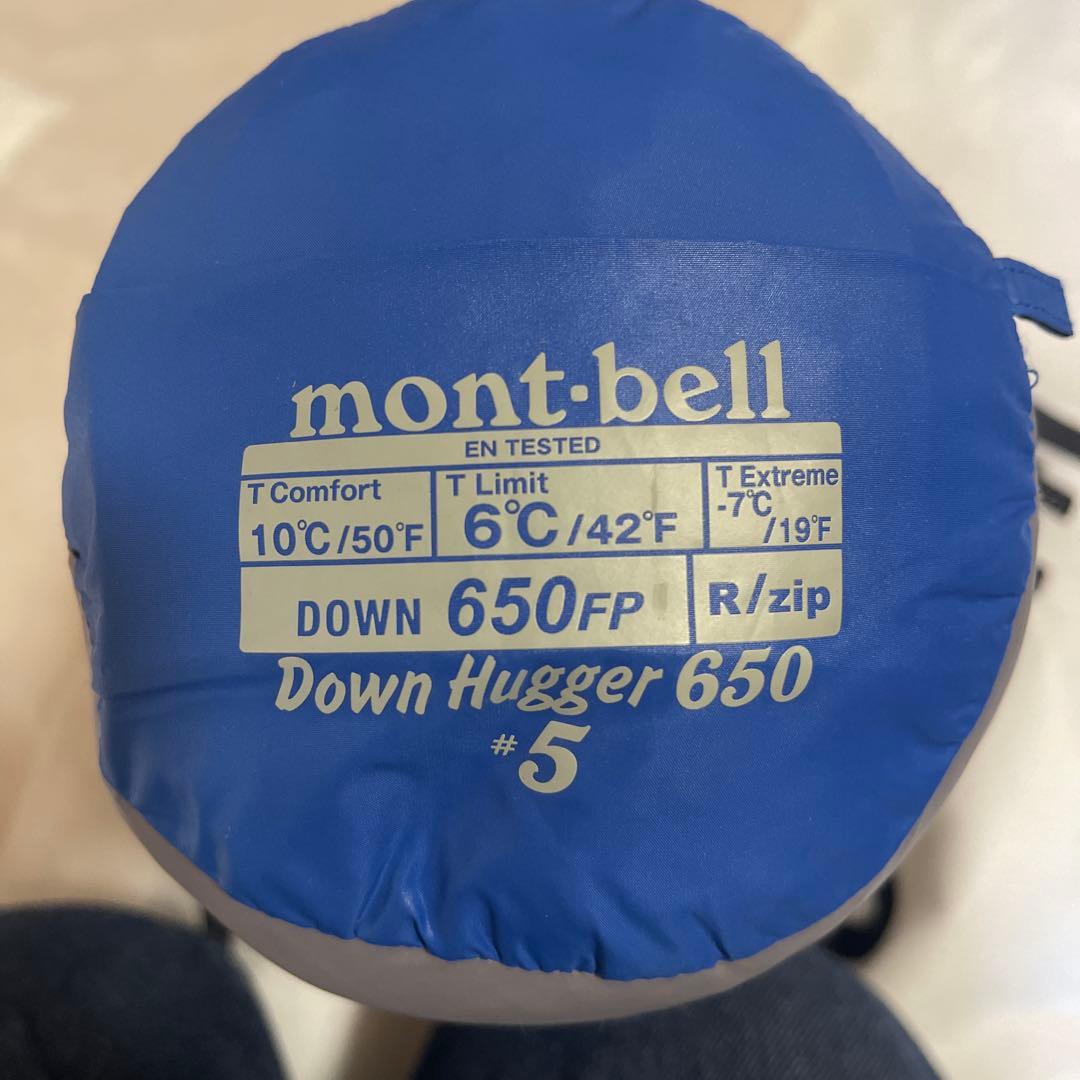 mont-bell
EN TESTED
T Comfort
10℃/50°F
T Limit
6℃/42°F
T Extreme
-7℃
/19°F
DOWN 650FP
R/zip
Down Hugger 650
#5